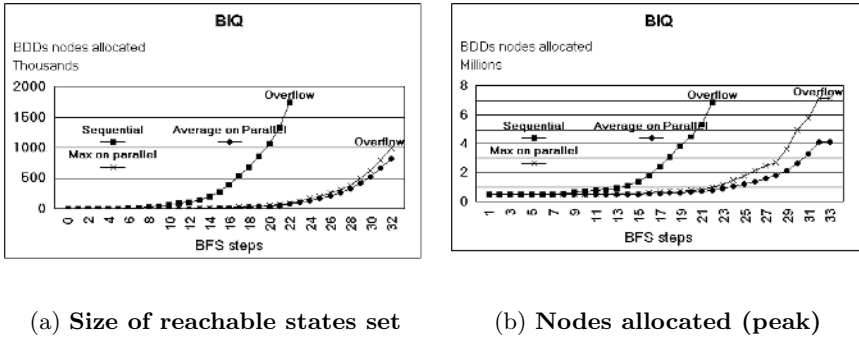 BIQ
BDDs nodes allocated
Thousands
2000
1500
1000
500
0
Overflow
Sequential
Average on Parallel
Max on parallel
Overflow
0 2 4 6 8 10 12 14 16 18 20 22 24 26 28 30 32
BFS steps
BIQ
BDDs nodes allocated
Millions
8
6
4
2
0
Overflow
Overflow
Sequential
Average on Parallel
Max on parallel
1 3 5 7 9 11 13 15 17 19 21 23 25 27 29 31 33
BFS steps
(a) Size of reachable states set
(b) Nodes allocated (peak)